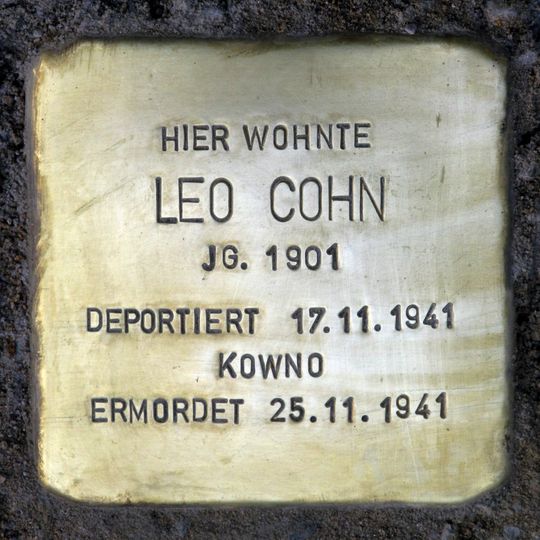 HIER WOHNTE
LEO COHN
JG. 1901
DEPORTIERT 17.11.1941
KOWNO
ERMORDET 25.11.1941